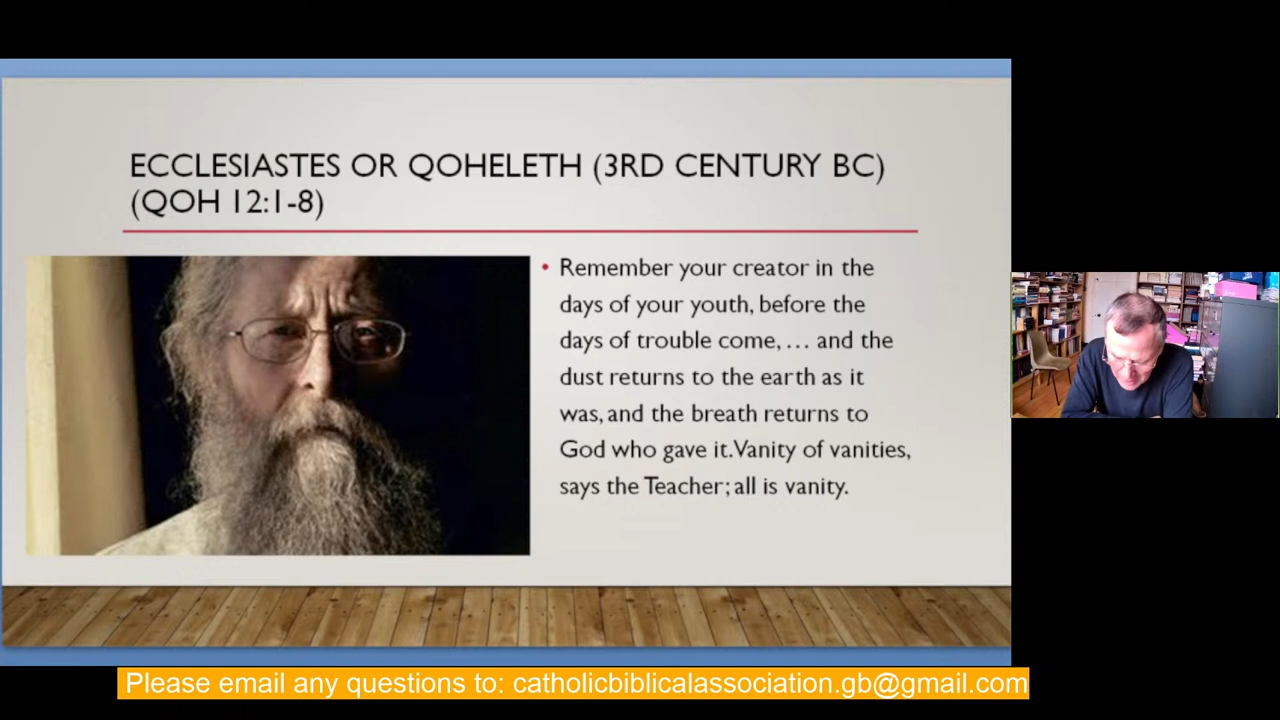 ECCLESIASTES OR QOHELETH (3RD CENTURY BC)
(QOH 12:1-8)
• Remember your creator in the
days of your youth, before the
days of trouble come, … and the
dust returns to the earth as it
was, and the breath returns to
God who gave it. Vanity of vanities,
says the Teacher; all is vanity.
Please email any questions to: catholicbiblicalassociation.gb@gmail.com